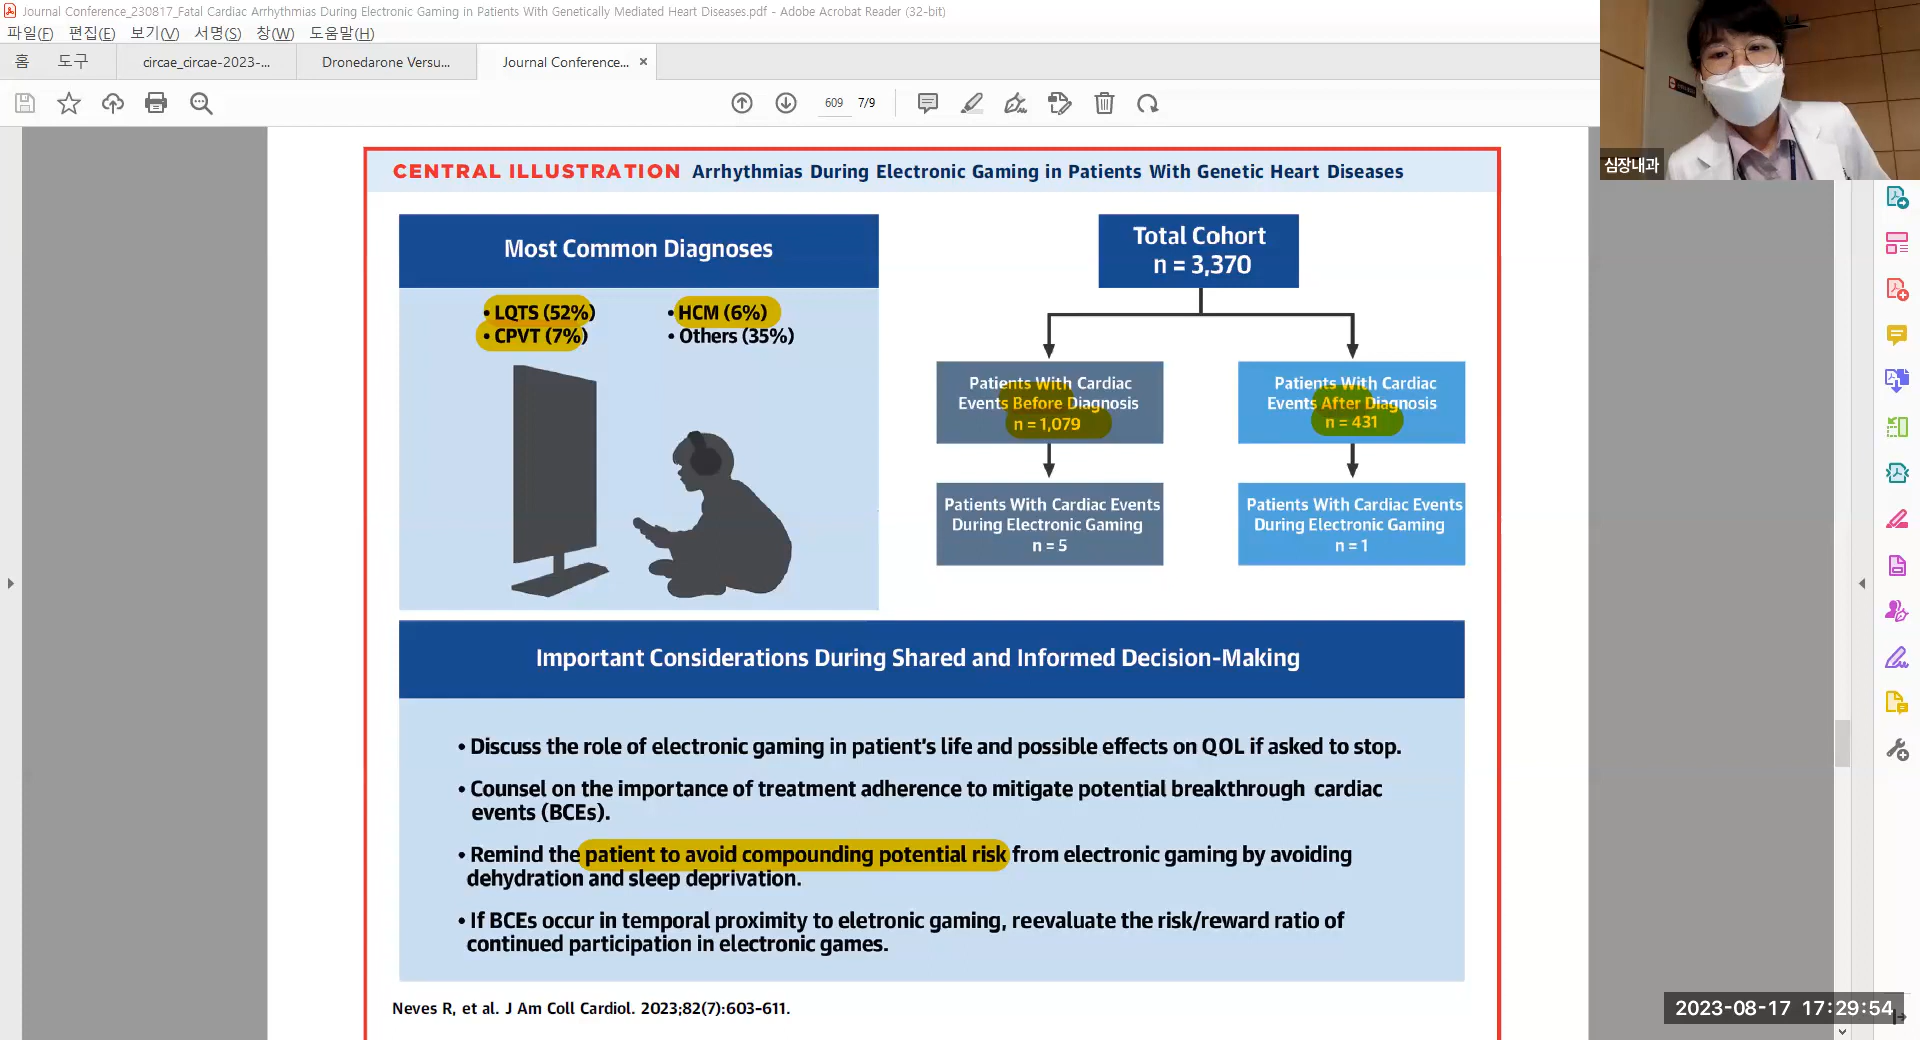 Journal Conference_230817_Fatal Cardiac Arrhythmias During Electronic Gaming in Patients With Genetically Mediated Heart Diseases.pdf - Adobe Acrobat Reader (32-bit)
파일(F) 편집(E) 보기(V) 서명(S) 창(W) 도움말(H)
홈 도구 circae_circae-2023-... Dronedarone Versu... Journal Conference... ×
609 7/9
심장내과
CENTRAL ILLUSTRATION Arrhythmias During Electronic Gaming in Patients With Genetic Heart Diseases
Most Common Diagnoses
• LQTS (52%)
• CPVT (7%)
• HCM (6%)
• Others (35%)
Total Cohort
n = 3,370
Patients With Cardiac
Events Before Diagnosis
n = 1,079
Patients With Cardiac
Events After Diagnosis
n = 431
Patients With Cardiac Events
During Electronic Gaming
n = 5
Patients With Cardiac Events
During Electronic Gaming
n = 1
Important Considerations During Shared and Informed Decision-Making
• Discuss the role of electronic gaming in patient's life and possible effects on QOL if asked to stop.
• Counsel on the importance of treatment adherence to mitigate potential breakthrough cardiac
events (BCEs).
• Remind the patient to avoid compounding potential risk from electronic gaming by avoiding
dehydration and sleep deprivation.
• If BCEs occur in temporal proximity to eletronic gaming, reevaluate the risk/reward ratio of
continued participation in electronic games.
Neves R, et al. J Am Coll Cardiol. 2023;82(7):603-611.
2023-08-17 17:29:54